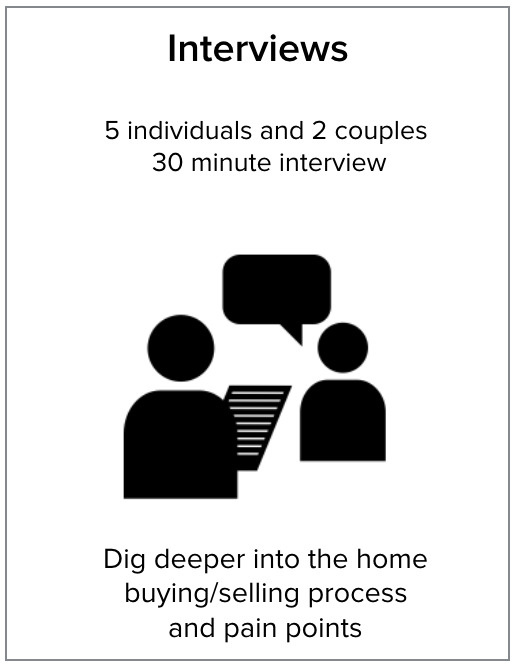 Interviews
5 individuals and 2 couples
30 minute interview
Dig deeper into the home
buying/selling process
and pain points